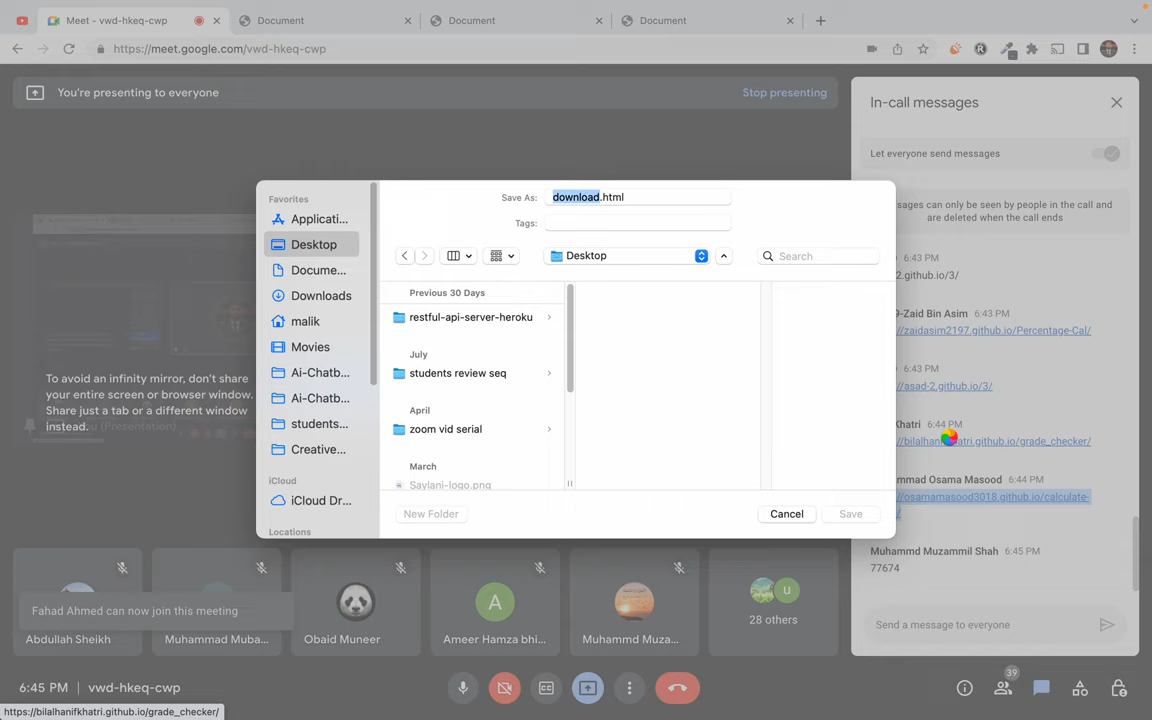 Meet - vwd-hkeq-cwp
Document
Document
Document
https://meet.google.com/vwd-hkeq-cwp
You're presenting to everyone
Stop presenting
To avoid an infinity mirror, don't share
your entire screen or browser window.
Share just a tab or a different window
instead.
(Presentation)
Favorites
Applicati...
Desktop
Docume...
Downloads
malik
Movies
Ai-Chatb...
Ai-Chatb...
students...
Creative...
iCloud
iCloud Dr...
Locations
Save As:
download.html
Tags:
Desktop
Search
Previous 30 Days
restful-api-server-heroku
July
students review seq
April
zoom vid serial
March
Saylani-logo.png
New Folder
Cancel
Save
In-call messages
Let everyone send messages
sages can only be seen by people in the call and
are deleted when the call ends
6:43 PM
2.github.io/3/
9-Zaid Bin Asim 6:43 PM
//zaidasim2197.github.io/Percentage-Cal/
6:43 PM
//asad-2.github.io/3/
Khatri 6:44 PM
//bilalhanifkhatri.github.io/grade_checker/
mmad Osama Masood 6:44 PM
//osamamasood3018.github.io/calculate-
/
Muhammd Muzammil Shah 6:45 PM
77674
Send a message to everyone
Fahad Ahmed can now join this meeting
Abdullah Sheikh
Muhammad Muba...
Obaid Muneer
A
Ameer Hamza bhi...
Muhammd Muza...
u
28 others
6:45 PM | vwd-hkeq-cwp
39
https://bilalhanifkhatri.github.io/grade_checker/